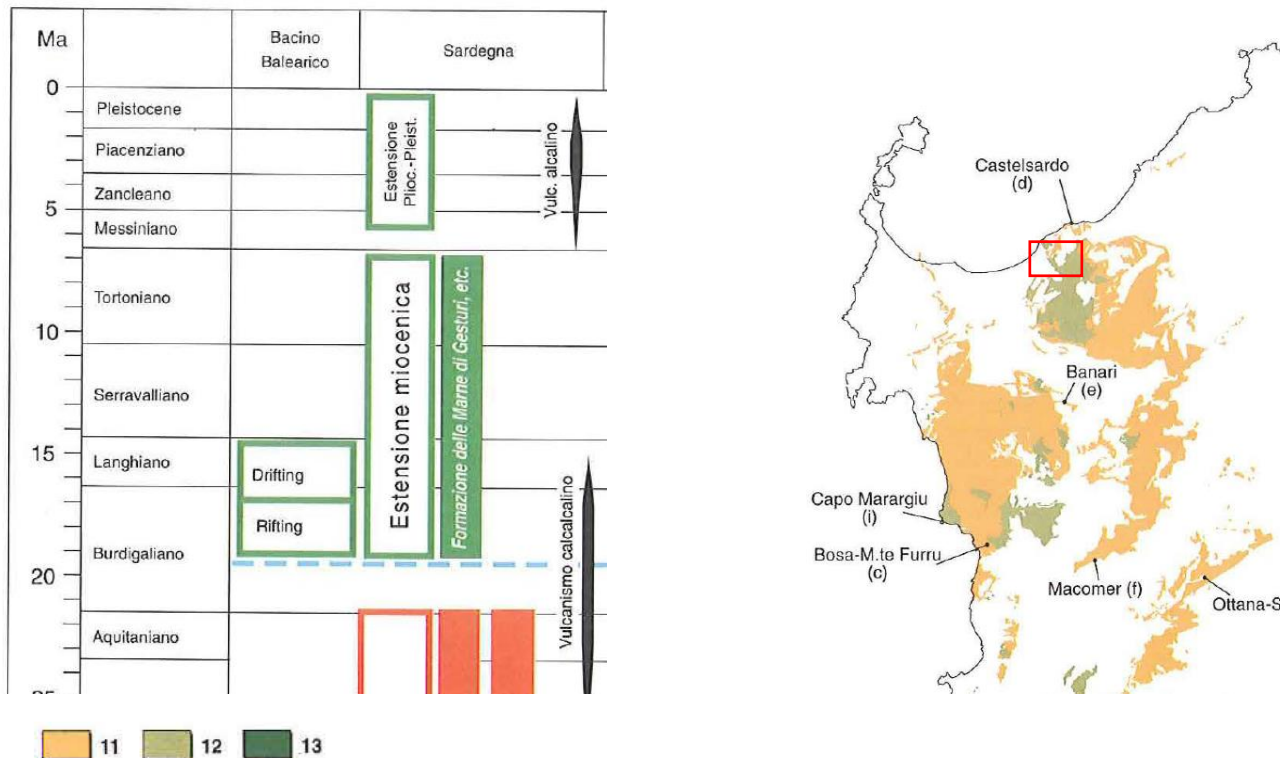 Ma
Bacino
Balearico
Sardegna
0
Pleistocene
Piacenziano
Zancleano
5
Messiniano
Estensione
Plioc.-Pleist.
Vulc. alcalino
Tortoniano
10
Serravalliano
15
Langhiano
Drifting
Rifting
Burdigaliano
20
Aquitaniano
Estensione miocenica
Formazione delle Marne di Gesturi, etc.
Vulcanismo calcalcalino
11
12
13
Castelsardo
(d)
Banari
(e)
Capo Marargiu
(i)
Bosa-M.te Furru
(c)
Macomer (f)
Ottana-S